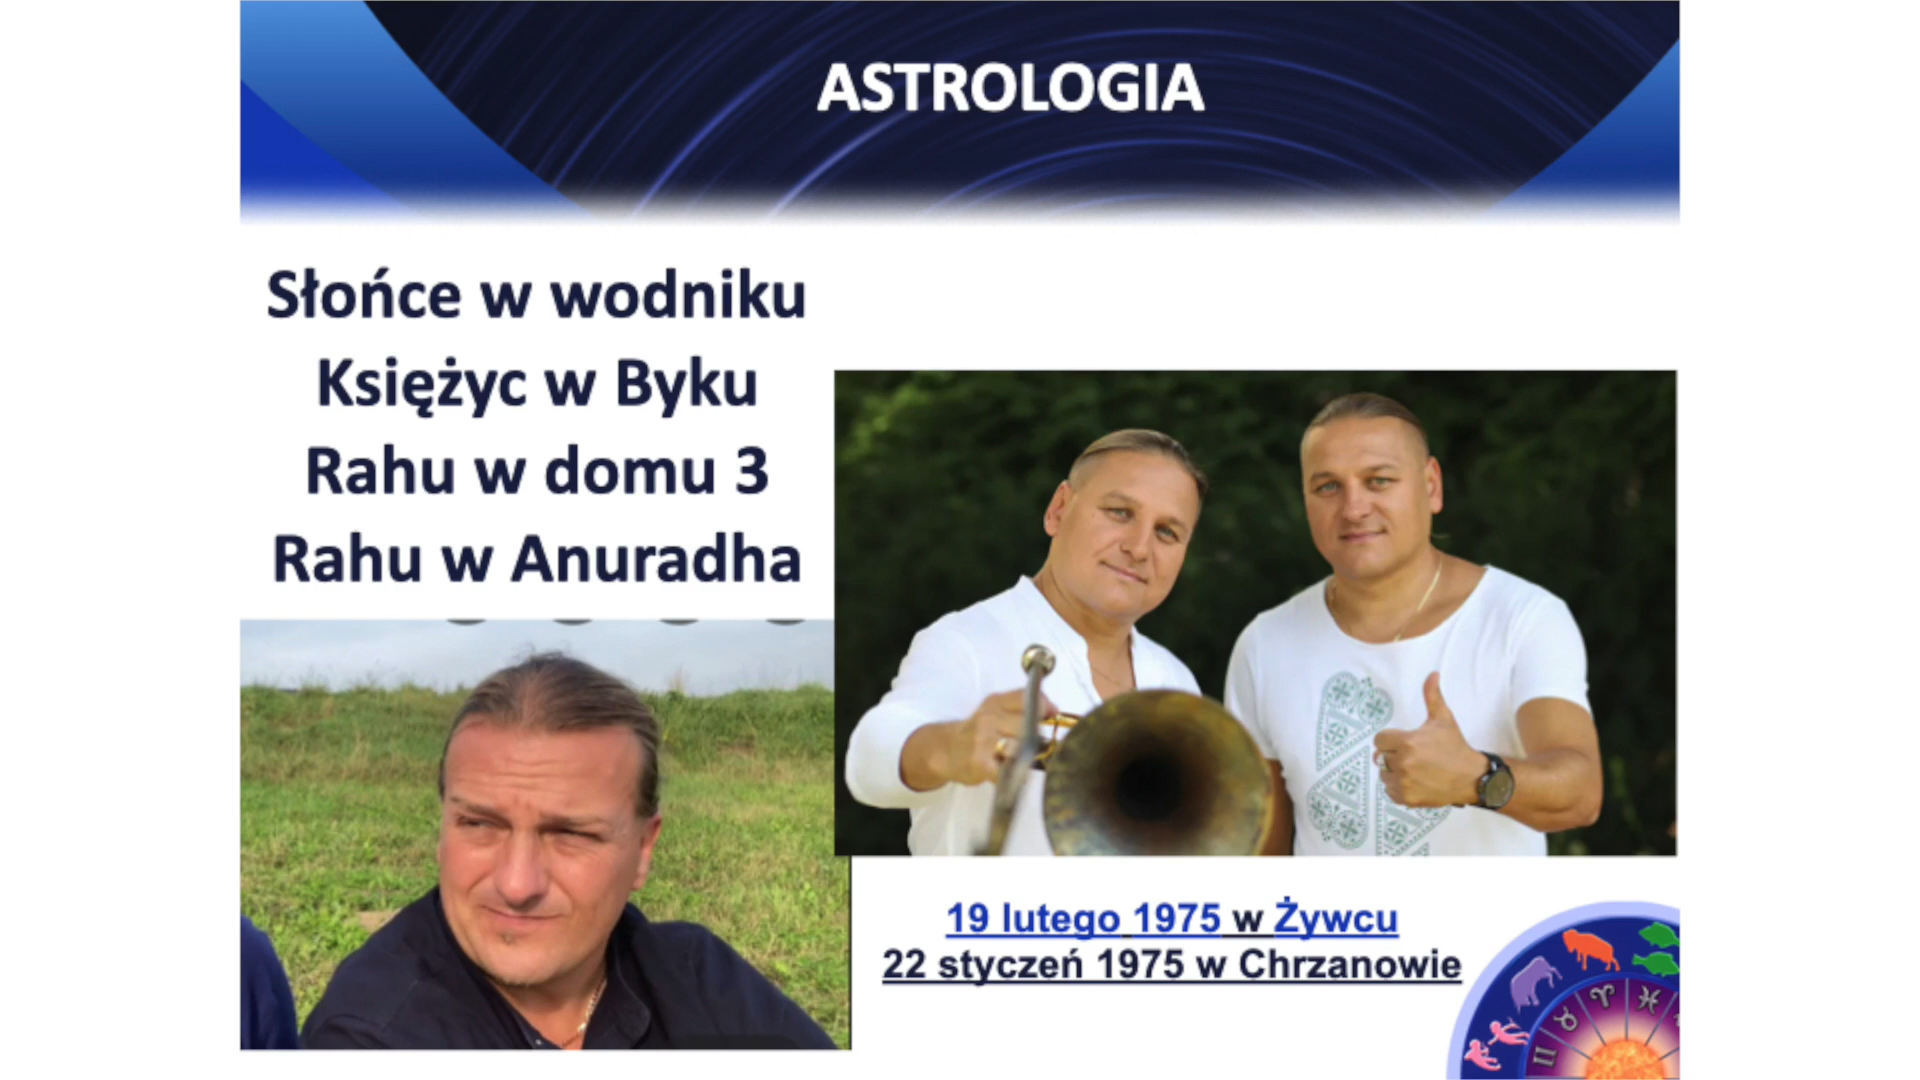 ASTROLOGIA
Słońce w wodniku
Księżyc w Byku
Rahu w domu 3
Rahu w Anuradha
19 lutego 1975 w Żywcu
22 styczeń 1975 w Chrzanowie